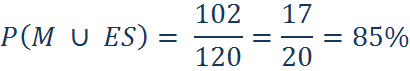 P(M ∪ ES) = 102/120 = 17/20 = 85%